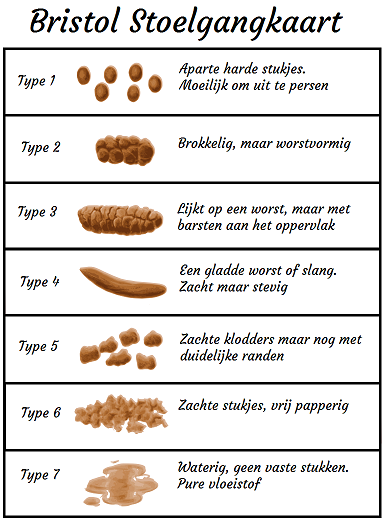 Bristol Stoelgangkaart
Type 1
Aparte harde stukjes.
Moeilijk om uit te persen
Type 2
Brokkelig, maar worstvormig
Type 3
Lijkt op een worst, maar met
barsten aan het oppervlak
Type 4
Een gladde worst of slang.
Zacht maar stevig
Type 5
Zachte klodders maar nog met
duidelijke randen
Type 6
Zachte stukjes, vrij papperig
Type 7
Waterig, geen vaste stukken.
Pure vloeistof